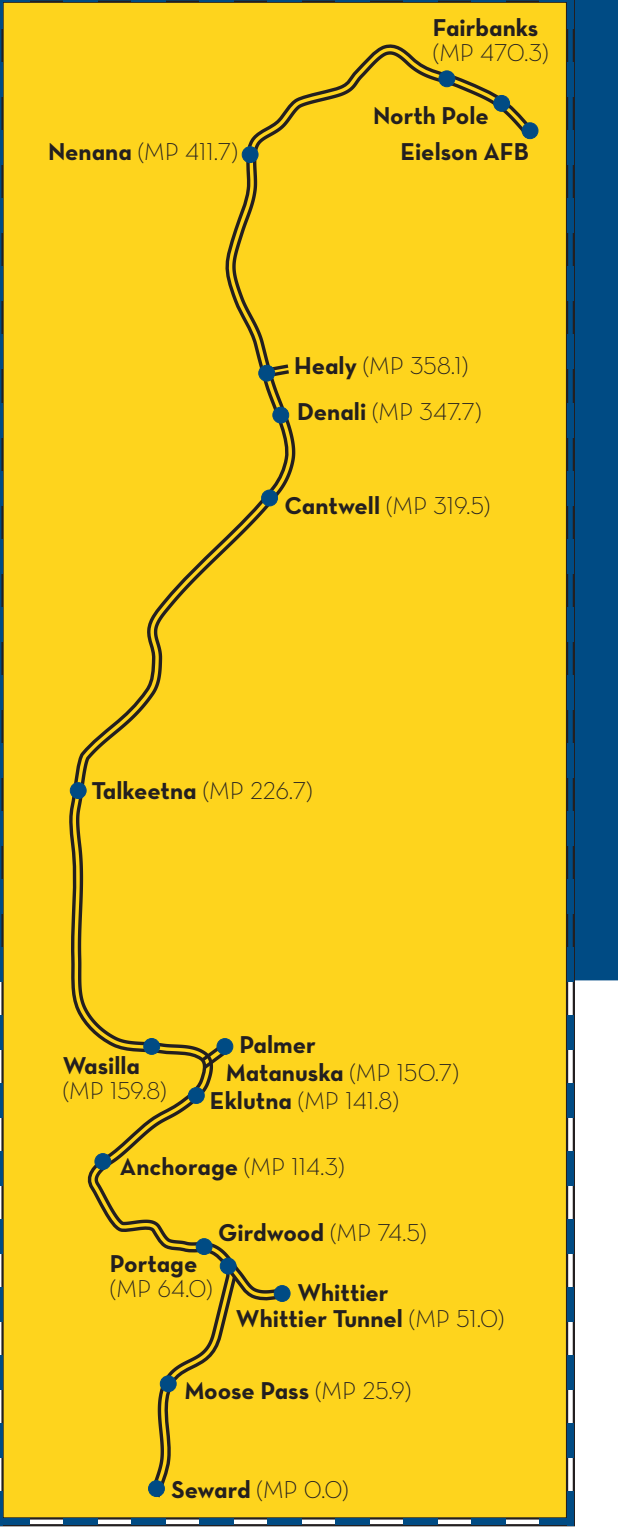 Fairbanks
(MP 470.3)
North Pole
Eielson AFB
Nenana (MP 411.7)
Healy (MP 358.1)
Denali (MP 347.7)
Cantwell (MP 319.5)
Talkeetna (MP 226.7)
Palmer
Wasilla
(MP 159.8)
Matanuska (MP 150.7)
Eklutna (MP 141.8)
Anchorage (MP 114.3)
Girdwood (MP 74.5)
Portage
(MP 64.0)
Whittier
Whittier Tunnel (MP 51.0)
Moose Pass (MP 25.9)
Seward (MP 0.0)